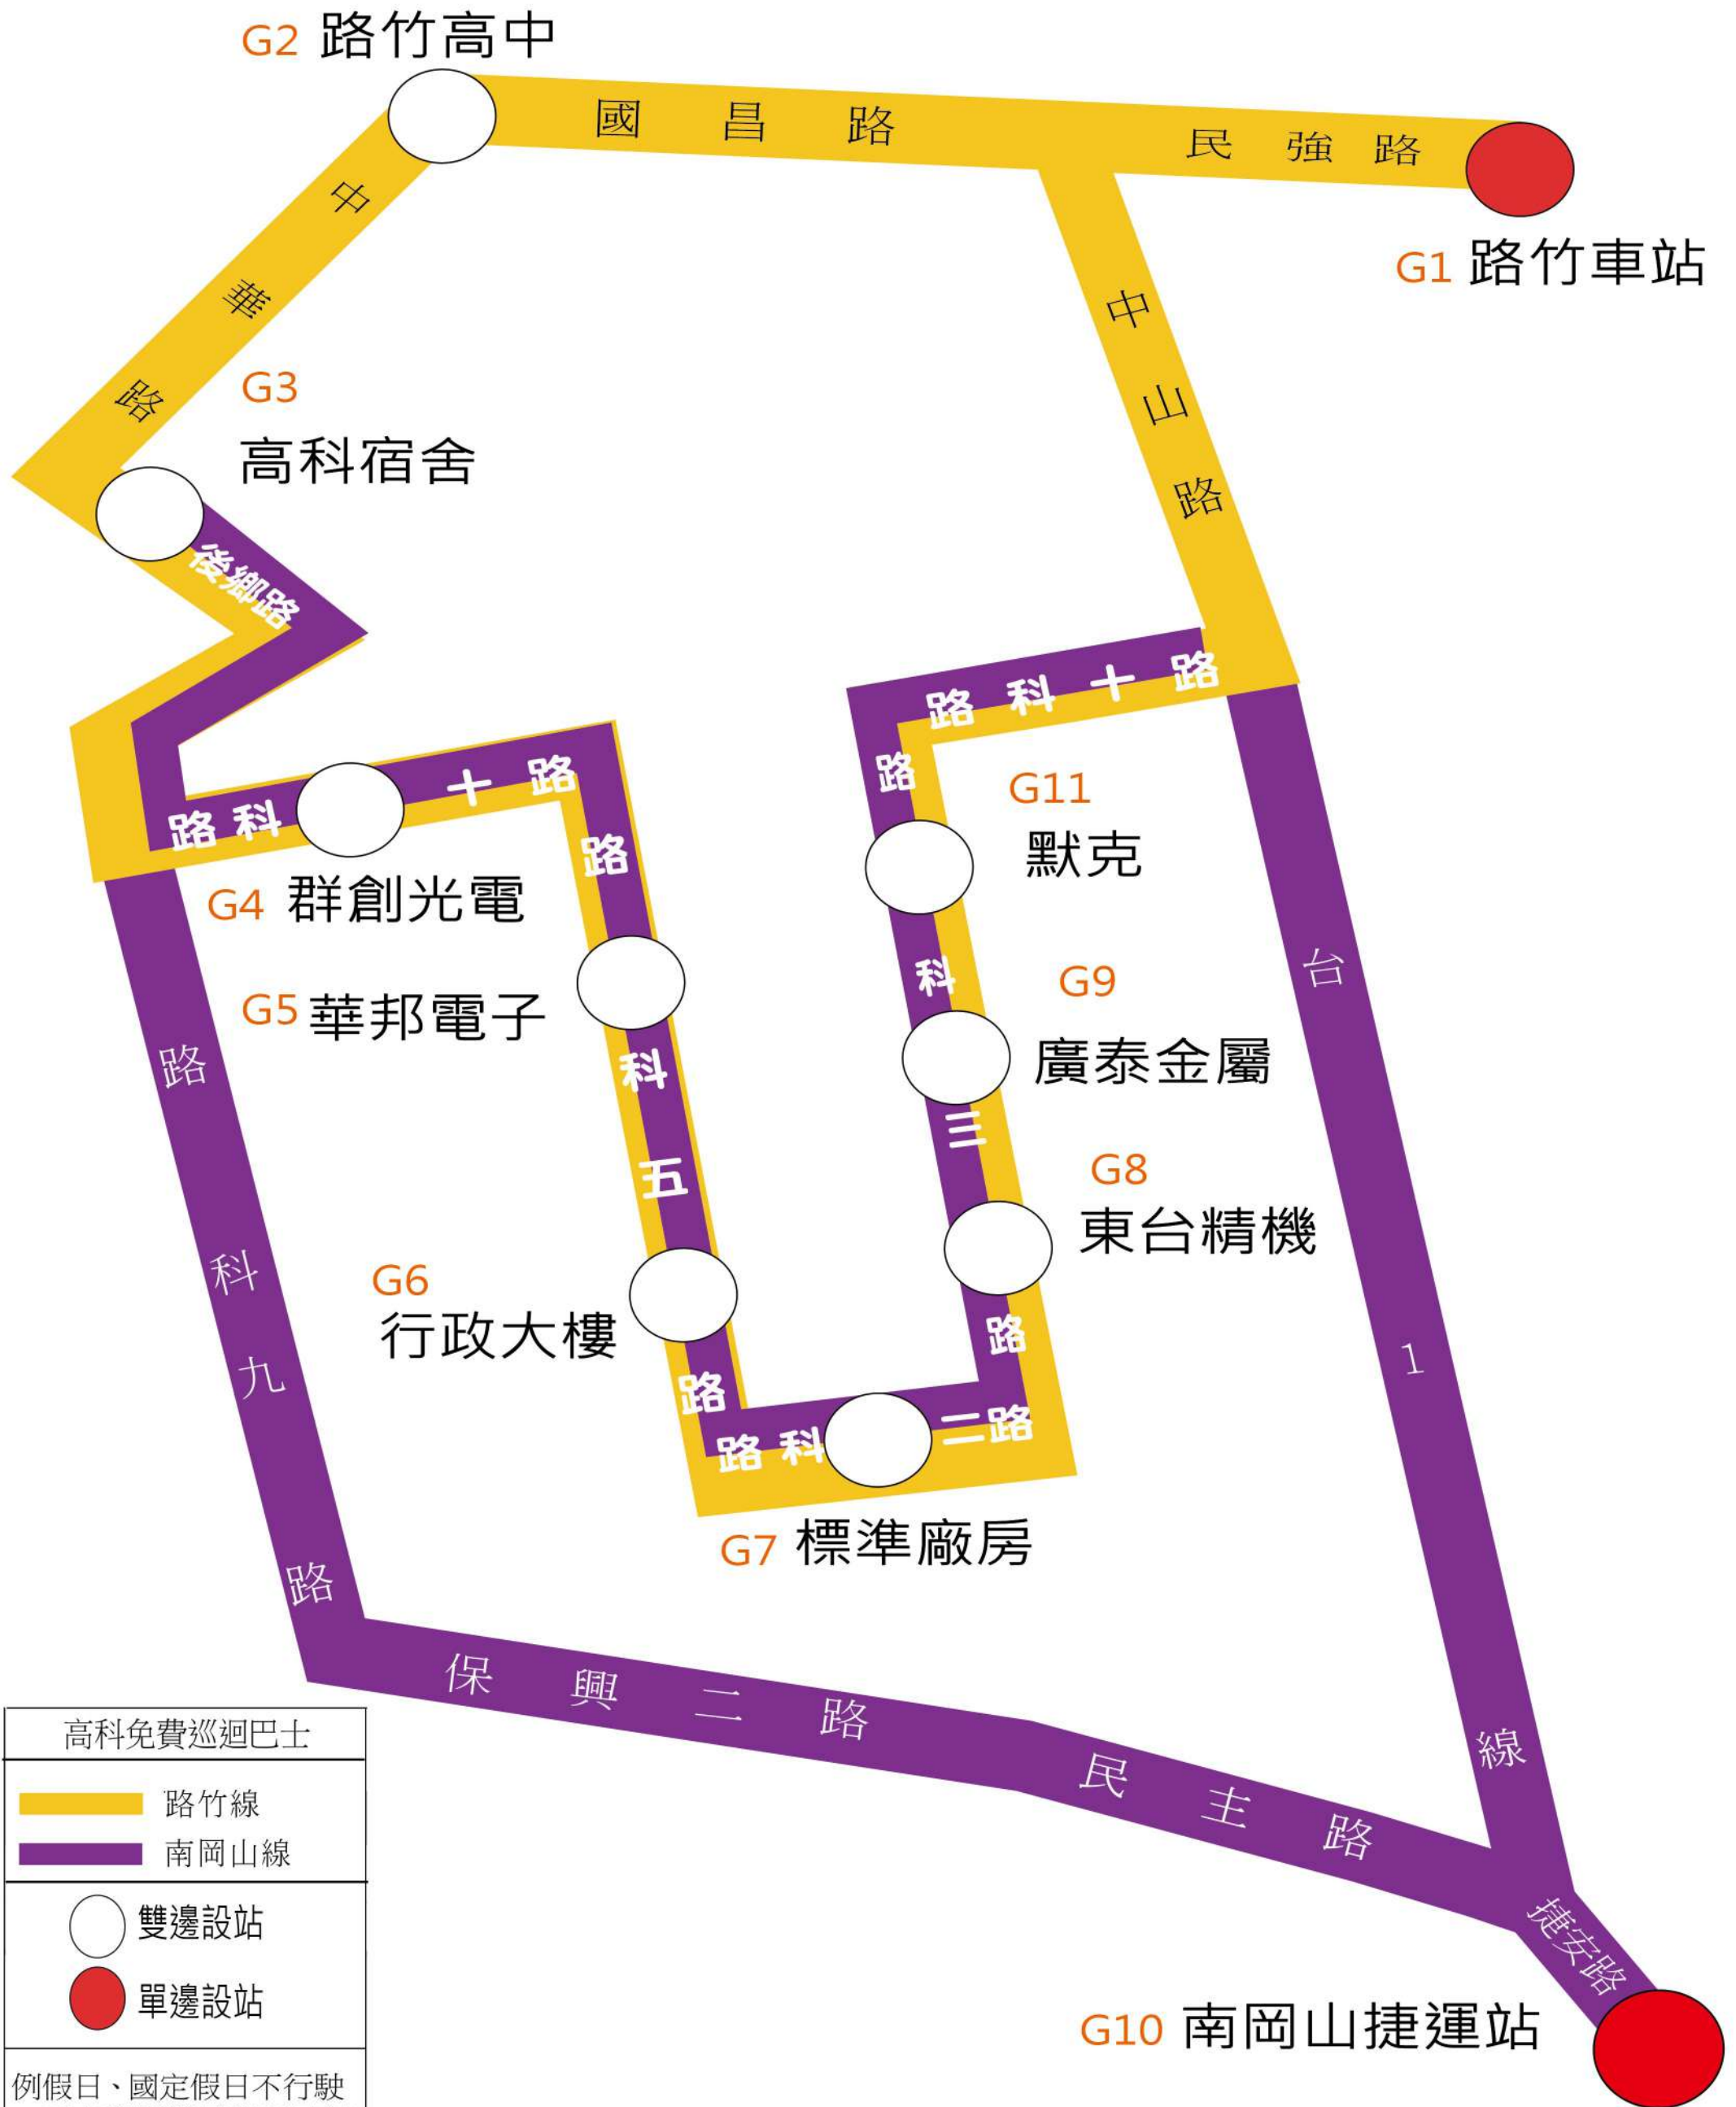 G2 路竹高中
國昌路
民強路
G1 路竹車站
中華路
中山路
G3
高科宿舍
後鄉路
路科十路
G11
默克
路科十路
G4 群創光電
路科五路
G5 華邦電子
路科三路
G9
廣泰金屬
台1線
G8
東台精機
路科九路
G6
行政大樓
路科二路
G7 標準廠房
保興二路
民主路
捷安路
G10 南岡山捷運站
高科免費巡迴巴士
路竹線
南岡山線
雙邊設站
單邊設站
例假日、國定假日不行駛